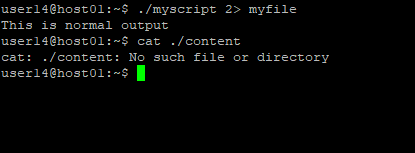 user14@host01:~$ ./myscript 2> myfile
This is normal output
user14@host01:~$ cat ./content
cat: ./content: No such file or directory
user14@host01:~$